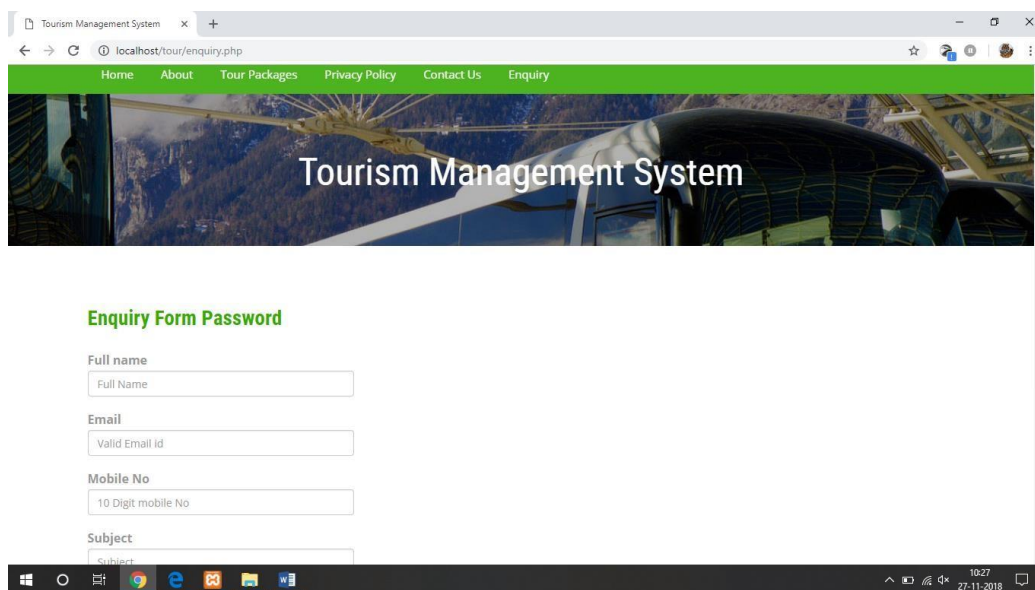 Tourism Management System
localhost/tour/enquiry.php
Home About Tour Packages Privacy Policy Contact Us Enquiry
Tourism Management System
Enquiry Form Password
Full name
Full Name
Email
Valid Email id
Mobile No
10 Digit mobile No
Subject
Subject
10:27
27-11-2018